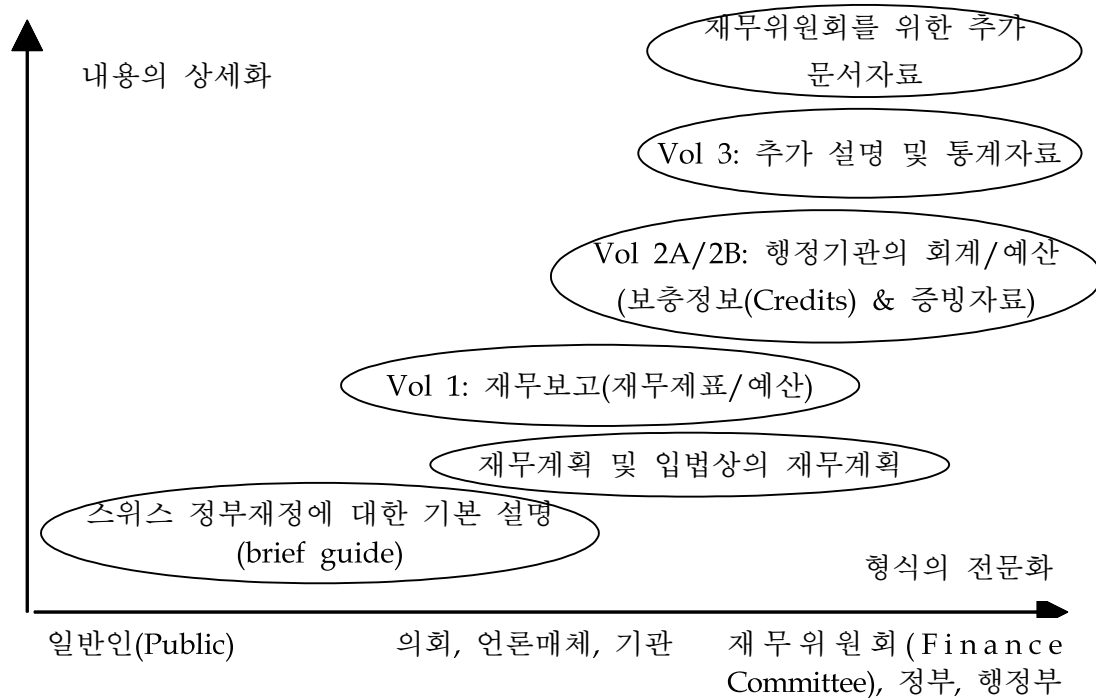 재무위원회를 위한 추가
문서자료
내용의 상세화
Vol 3: 추가 설명 및 통계자료
Vol 2A/2B: 행정기관의 회계/예산
(보충정보(Credits) & 증빙자료)
Vol 1: 재무보고(재무제표/예산)
재무계획 및 입법상의 재무계획
스위스 정부재정에 대한 기본 설명
(brief guide)
형식의 전문화
일반인(Public)
의회, 언론매체, 기관
재무위원회(Finance
Committee), 정부, 행정부